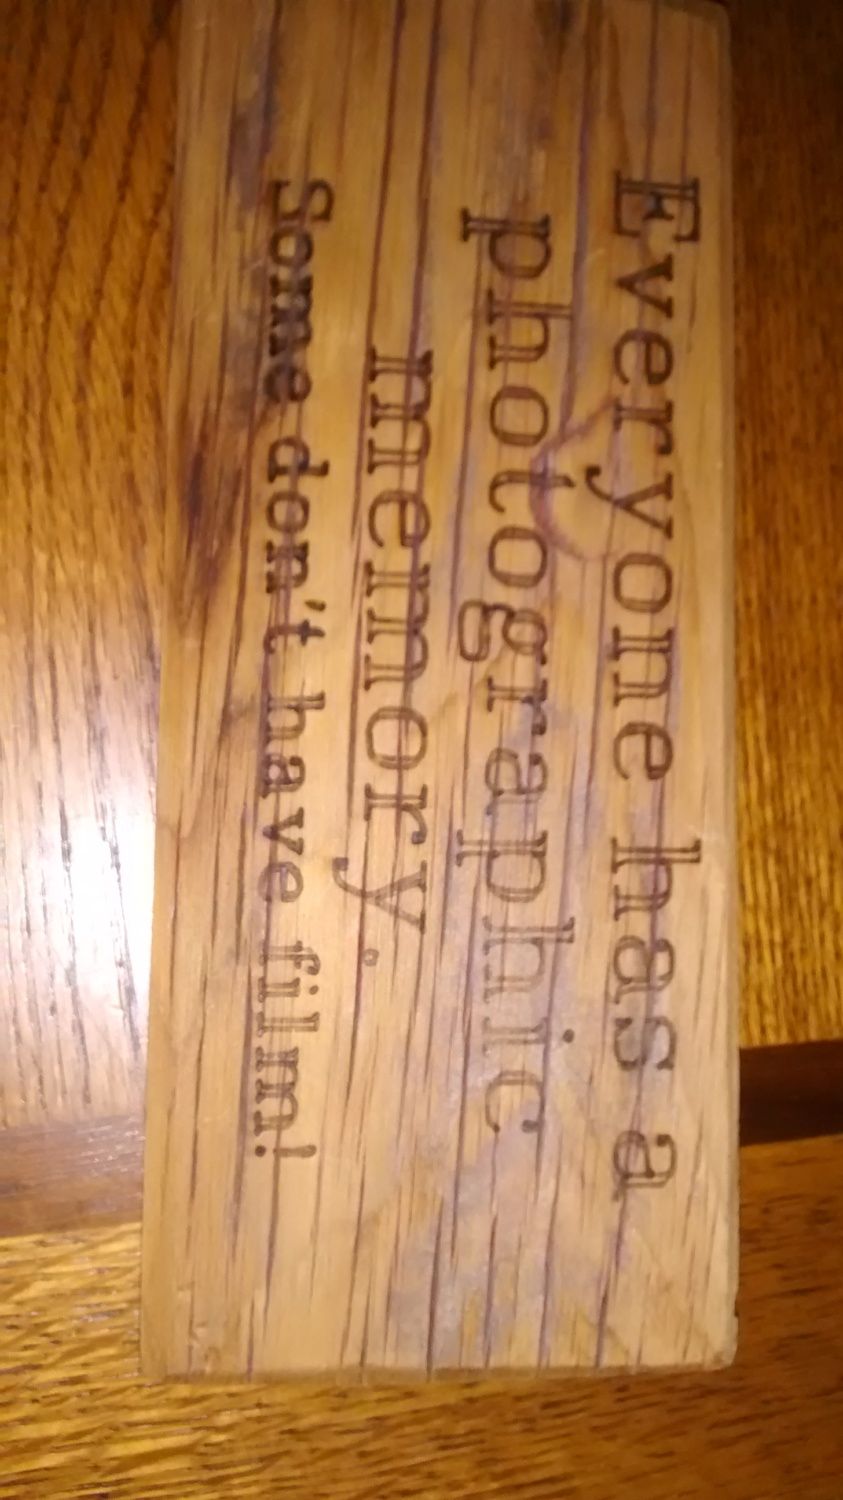 Everyone has a
photographic
memory.
Some don't have film!